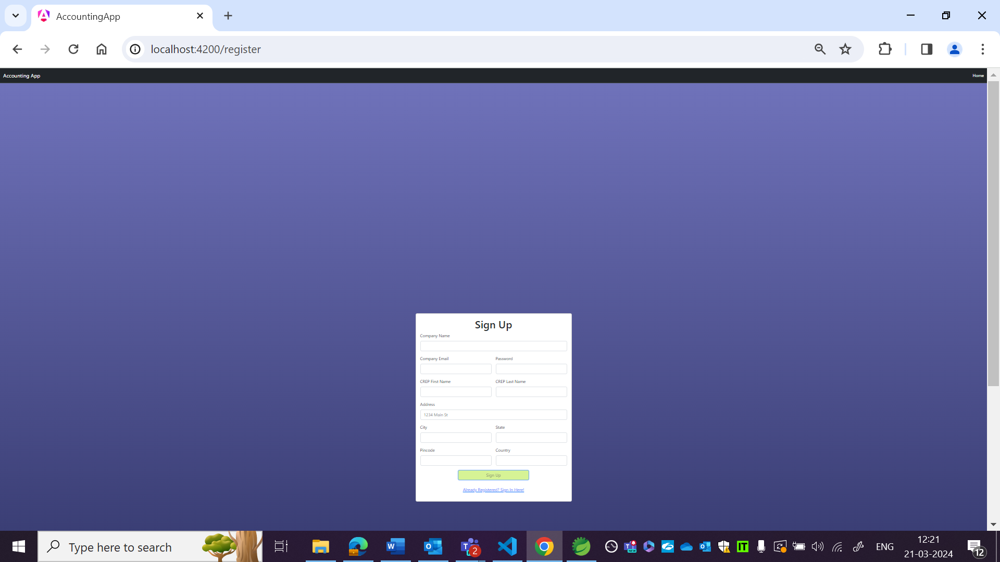 AccountingApp
localhost:4200/register
Accounting App
Home
Sign Up
Company Name
Company Email
Password
CREP First Name
CREP Last Name
Address
1234 Main St
City
State
Pincode
Country
Sign Up
Already Registered? Sign In Here!
Type here to search
W
O
T
2
T
NEW
O
IT
ENG
12:21
21-03-2024
12